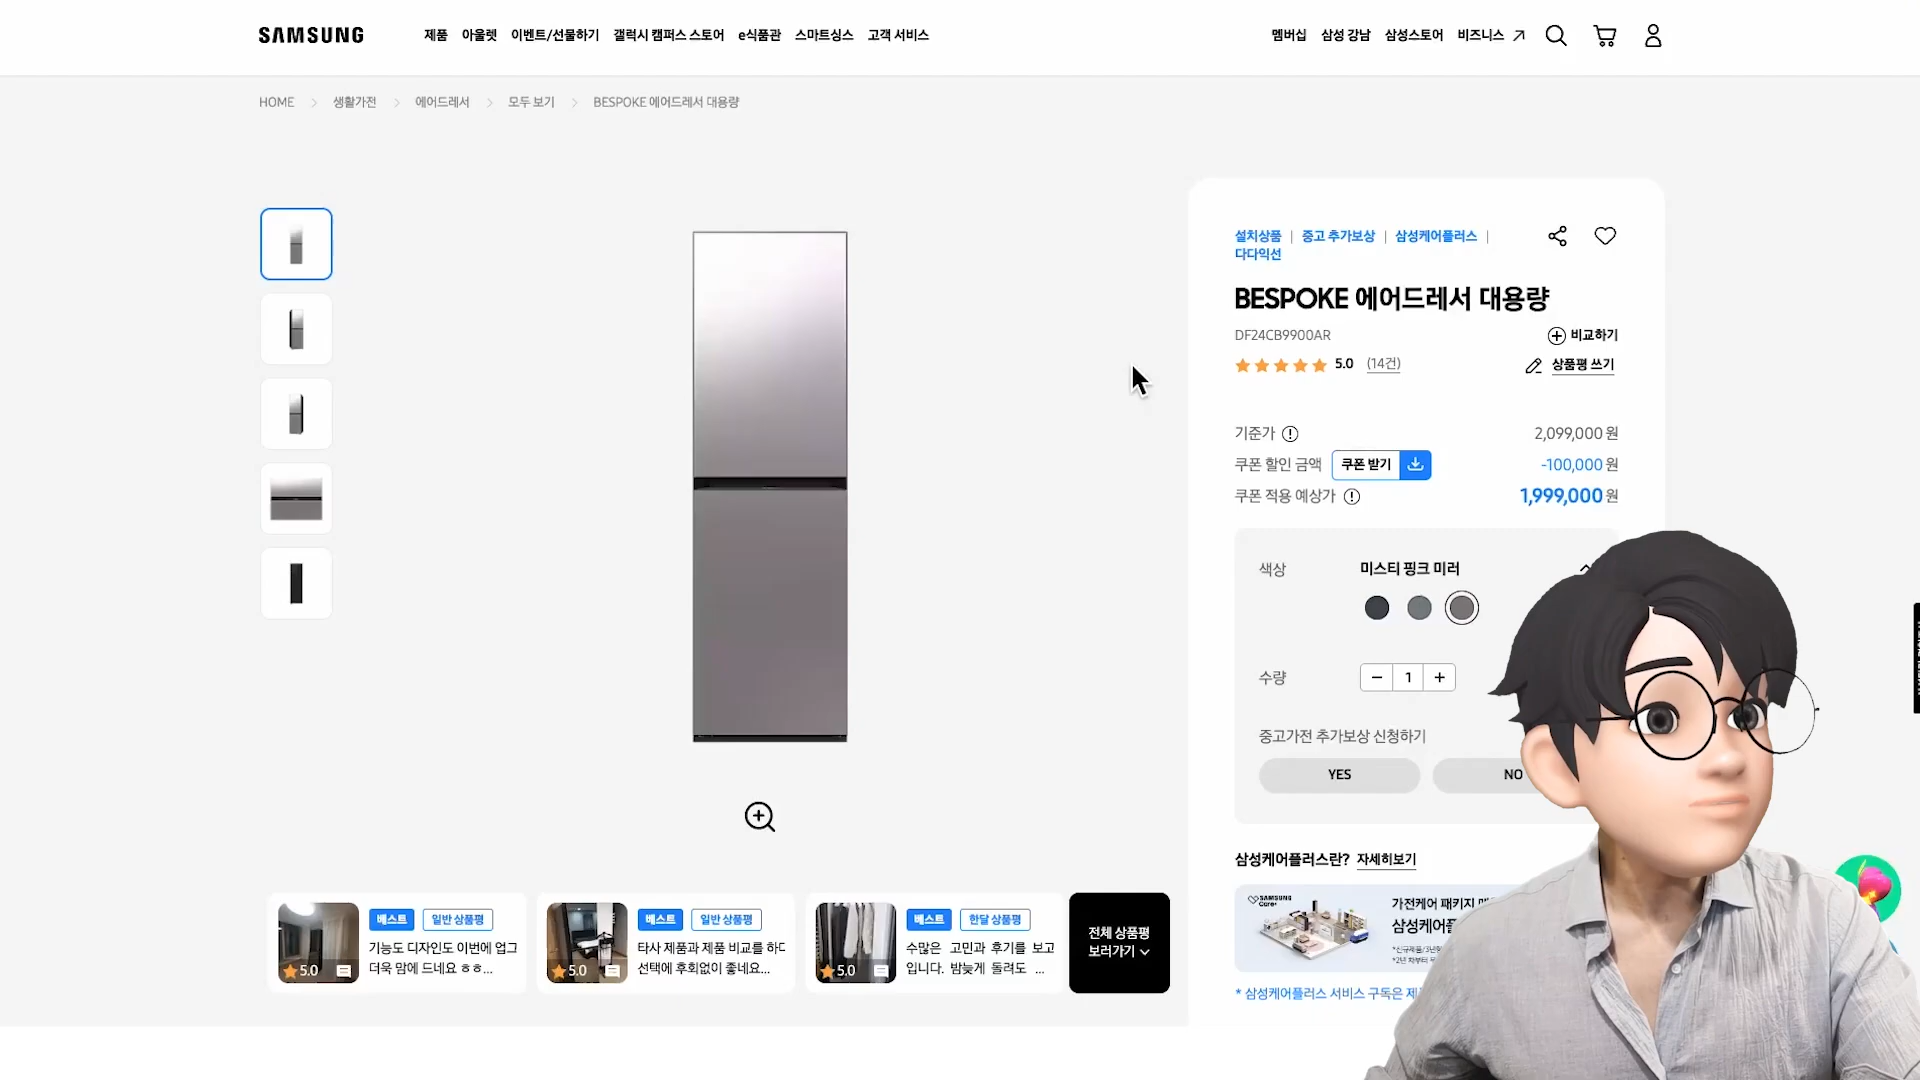 SAMSUNG
제품 아울렛 이벤트/선물하기 갤럭시 캠퍼스 스토어 e식품관 스마트싱스 고객 서비스
멤버십 삼성 강남 삼성스토어 비즈니스
HOME 생활가전 에어드레서 모두 보기 BESPOKE 에어드레서 대용량
설치상품 | 중고 추가보상 | 삼성케어플러스 |
다다익선
BESPOKE 에어드레서 대용량
DF24CB9900AR
비교하기
5.0 (14건)
상품평 쓰기
기준가 2,099,000 원
쿠폰 할인 금액 쿠폰 받기 -100,000 원
쿠폰 적용 예상가 1,999,000 원
색상 미스티 핑크 미러
수량 1
중고가전 추가보상 신청하기
YES NO
삼성케어플러스란? 자세히보기
SAMSUNG
Care+
가전케어 패키지
삼성케어플
* 삼성케어플러스 서비스 구독은
베스트 일반 상품평
기능도 디자인도 이번에 업그
더욱 맘에 드네요 ㅎㅎ...
5.0
베스트 일반 상품평
타사 제품과 제품 비교를 하
선택에 후회없이 좋네요...
5.0
베스트 한달 상품평
수많은 고민과 후기를 보고
입니다. 밤늦게 돌려도 ...
5.0
전체 상품평
보러가기